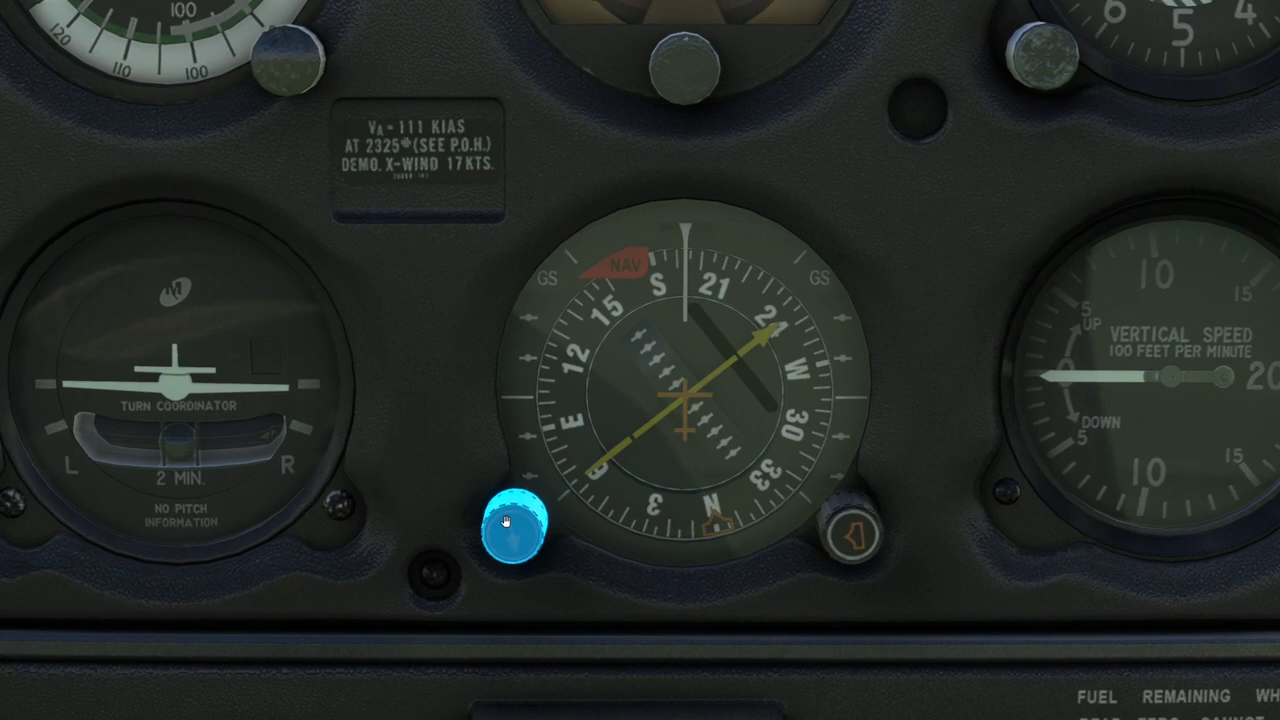 100
120
110
100
6
5
4
VA=111 KIAS
AT 2325#(SEE P.O.H.)
DEMO. X-WIND 17 KTS.
M
TURN COORDINATOR
L
R
2 MIN.
NO PITCH
INFORMATION
NAV
GS
GS
S
21
24
W
30
33
N
3
6
E
12
15
10
15
5
UP
VERTICAL SPEED
100 FEET PER MINUTE
0
20
DOWN
5
10
15
FUEL REMAINING